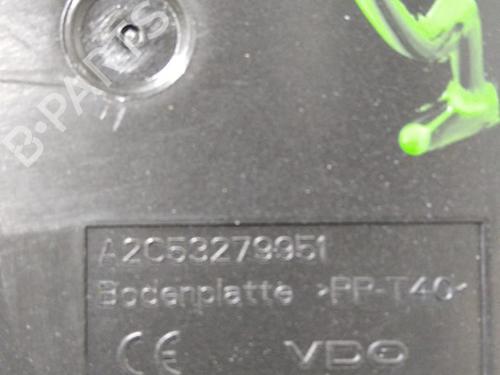 B-PARTS
A2C53279951
Bodenplatte >PP-T40<
CE VDO